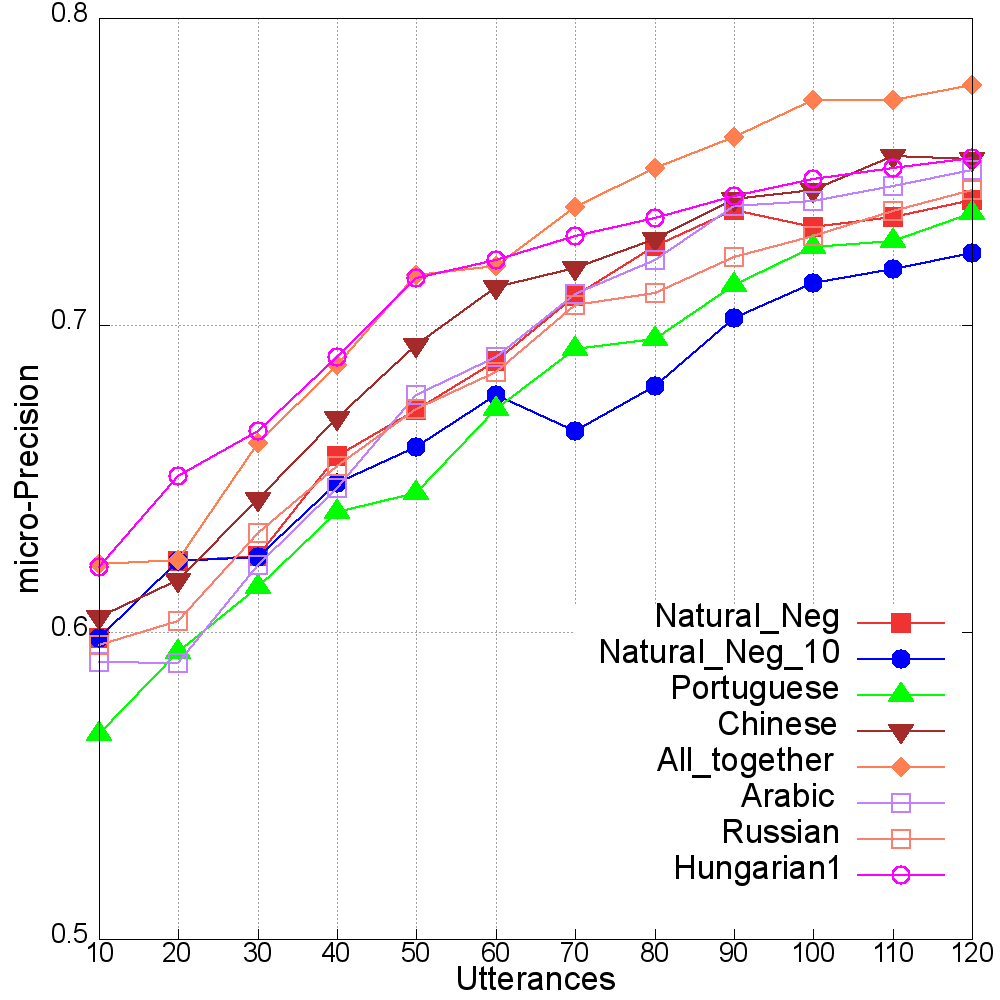 0.8
0.7
0.6
0.5
micro-Precision
Natural_Neg
Natural_Neg_10
Portuguese
Chinese
All_together
Arabic
Russian
Hungarian1
10 20 30 40 50 60 70 80 90 100 110 120
Utterances